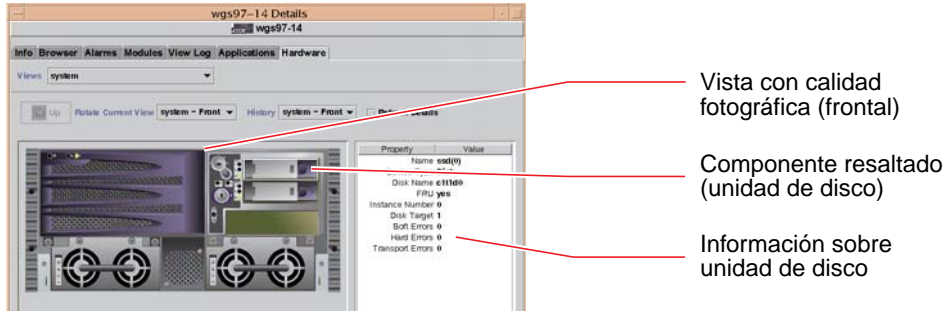 wgs97-14 Details
wgs97-14
Info Browser Alarms Modules View Log Applications Hardware
Views system
Up Rotate Current View system - Front History system - Front Details
Property Value
Name ssd(0)
Disk Name c1t1d0
FRU yes
Instance Number 0
Disk Target 1
Soft Errors 0
Hard Errors 0
Transport Errors 0
Vista con calidad
fotográfica (frontal)
Componente resaltado
(unidad de disco)
Información sobre
unidad de disco